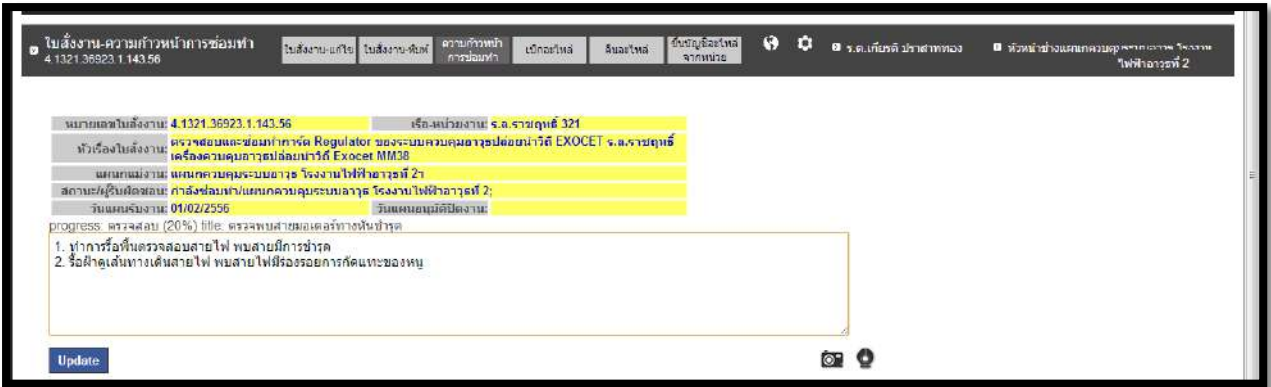 ใบสั่งงาน-ความก้าวหน้าการซ่อมทำ
4.1321.36923.1.143.56
ใบสั่งงาน-แก้ไข ใบสั่งงาน-พิมพ์ ความก้าวหน้า การซ่อมทำ เบิกอะไหล่ คืนอะไหล่ ขึ้นบัญชีอะไหล่ จากหน่วย
ร.ต.เกียรติ ปราสาททอง
หัวหน้าช่างแผนกควบคุมระบบอาวุธ โรงงาน
ไฟฟ้าอาวุธที่ 2
หมายเลขใบสั่งงาน: 4.1321.36923.1.143.56 เรือ-หน่วยงาน: ร.ล.ราชฤทธิ์ 321
หัวเรื่องใบสั่งงาน: ตรวจสอบและซ่อมทำการ์ด Regulator ของระบบควบคุมอาวุธปล่อยนำวิถี EXOCET ร.ล.ราชฤทธิ์
เครื่องควบคุมอาวุธปล่อยนำวิถี Exocet MM38
แผนกแม่งาน: แผนกควบคุมระบบอาวุธ โรงงานไฟฟ้าอาวุธที่ 2ฯ
สถานะ/ผู้รับผิดชอบ: กำลังซ่อมทำ/แผนกควบคุมระบบอาวุธ โรงงานไฟฟ้าอาวุธที่ 2;
วันแผนรับงาน: 01/02/2556 วันแผนอนุมัติปิดงาน:
progress: ตรวจสอบ (20%) title: ตรวจพบสายมอเตอร์ทางหันชำรุด
1. ทำการรื้อพื้นตรวจสอบสายไฟ พบสายมีการชำรุด
2. รื้อฝ้าดูเส้นทางเดินสายไฟ พบสายไฟมีร่องรอยการกัดแทะของหนู
Update